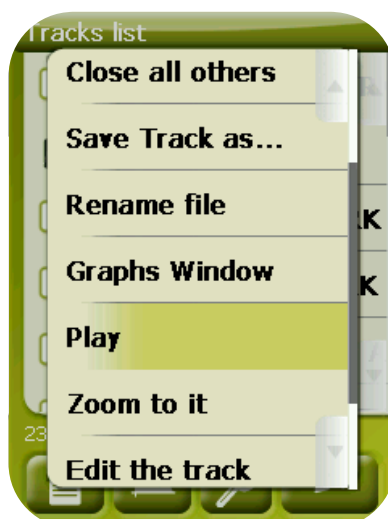 Tracks list
Close all others
Save Track as...
Rename file
Graphs Window
Play
Zoom to it
Edit the track
R
RK
K
23